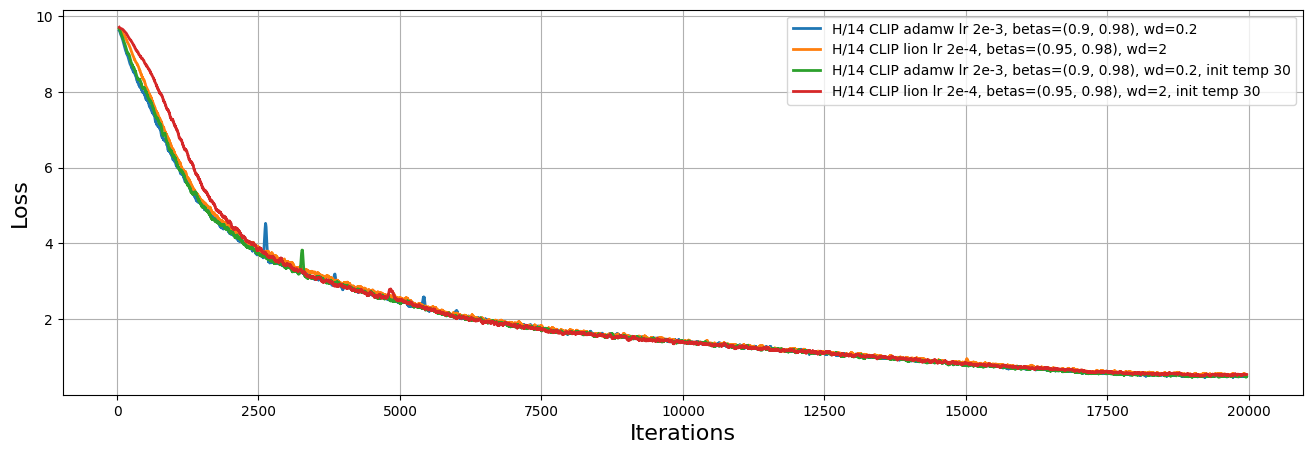 10
8
6
4
2
Loss
H/14 CLIP adamw lr 2e-3, betas=(0.9, 0.98), wd=0.2
H/14 CLIP lion lr 2e-4, betas=(0.95, 0.98), wd=2
H/14 CLIP adamw lr 2e-3, betas=(0.9, 0.98), wd=0.2, init temp 30
H/14 CLIP lion lr 2e-4, betas=(0.95, 0.98), wd=2, init temp 30
0 2500 5000 7500 10000 12500 15000 17500 20000
Iterations